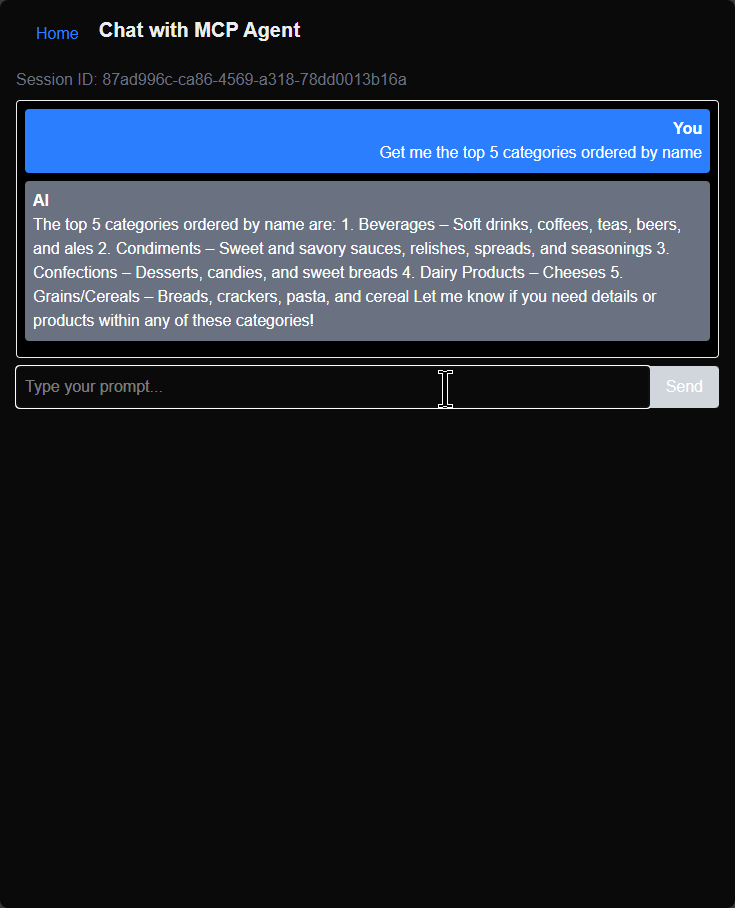 Home Chat with MCP Agent
Session ID: 87ad996c-ca86-4569-a318-78dd0013b16a
You
Get me the top 5 categories ordered by name
AI
The top 5 categories ordered by name are: 1. Beverages – Soft drinks, coffees, teas, beers,
and ales 2. Condiments – Sweet and savory sauces, relishes, spreads, and seasonings 3.
Confections – Desserts, candies, and sweet breads 4. Dairy Products – Cheeses 5.
Grains/Cereals – Breads, crackers, pasta, and cereal Let me know if you need details or
products within any of these categories!
Type your prompt... Send